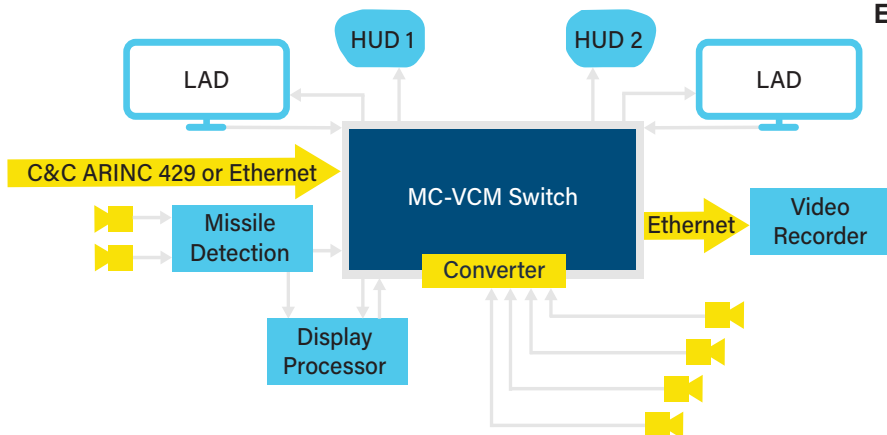 E
HUD 1
HUD 2
LAD
LAD
C&C ARINC 429 or Ethernet
MC-VCM Switch
Missile
Detection
Ethernet
Video
Recorder
Converter
Display
Processor